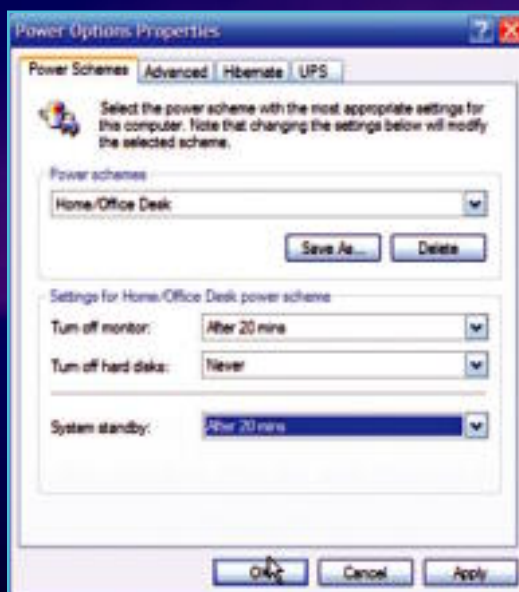 Power Options Properties
Power Schemes Advanced Hibernate UPS
Select the power scheme with the most appropriate settings for
this computer. Note that changing the settings below will modify
the selected scheme.
Power schemes
Home/Office Desk
Save As... Delete
Settings for Home/Office Desk power scheme
Turn off monitor: After 20 mins
Turn off hard disks: Never
System standby: After 20 mins
OK Cancel Apply